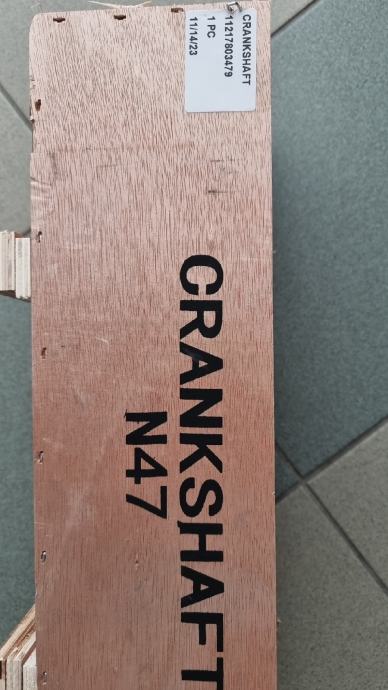 CRANKSHAFT
11217803479
1 PC
11/14/23
CRANKSHAFT
N47